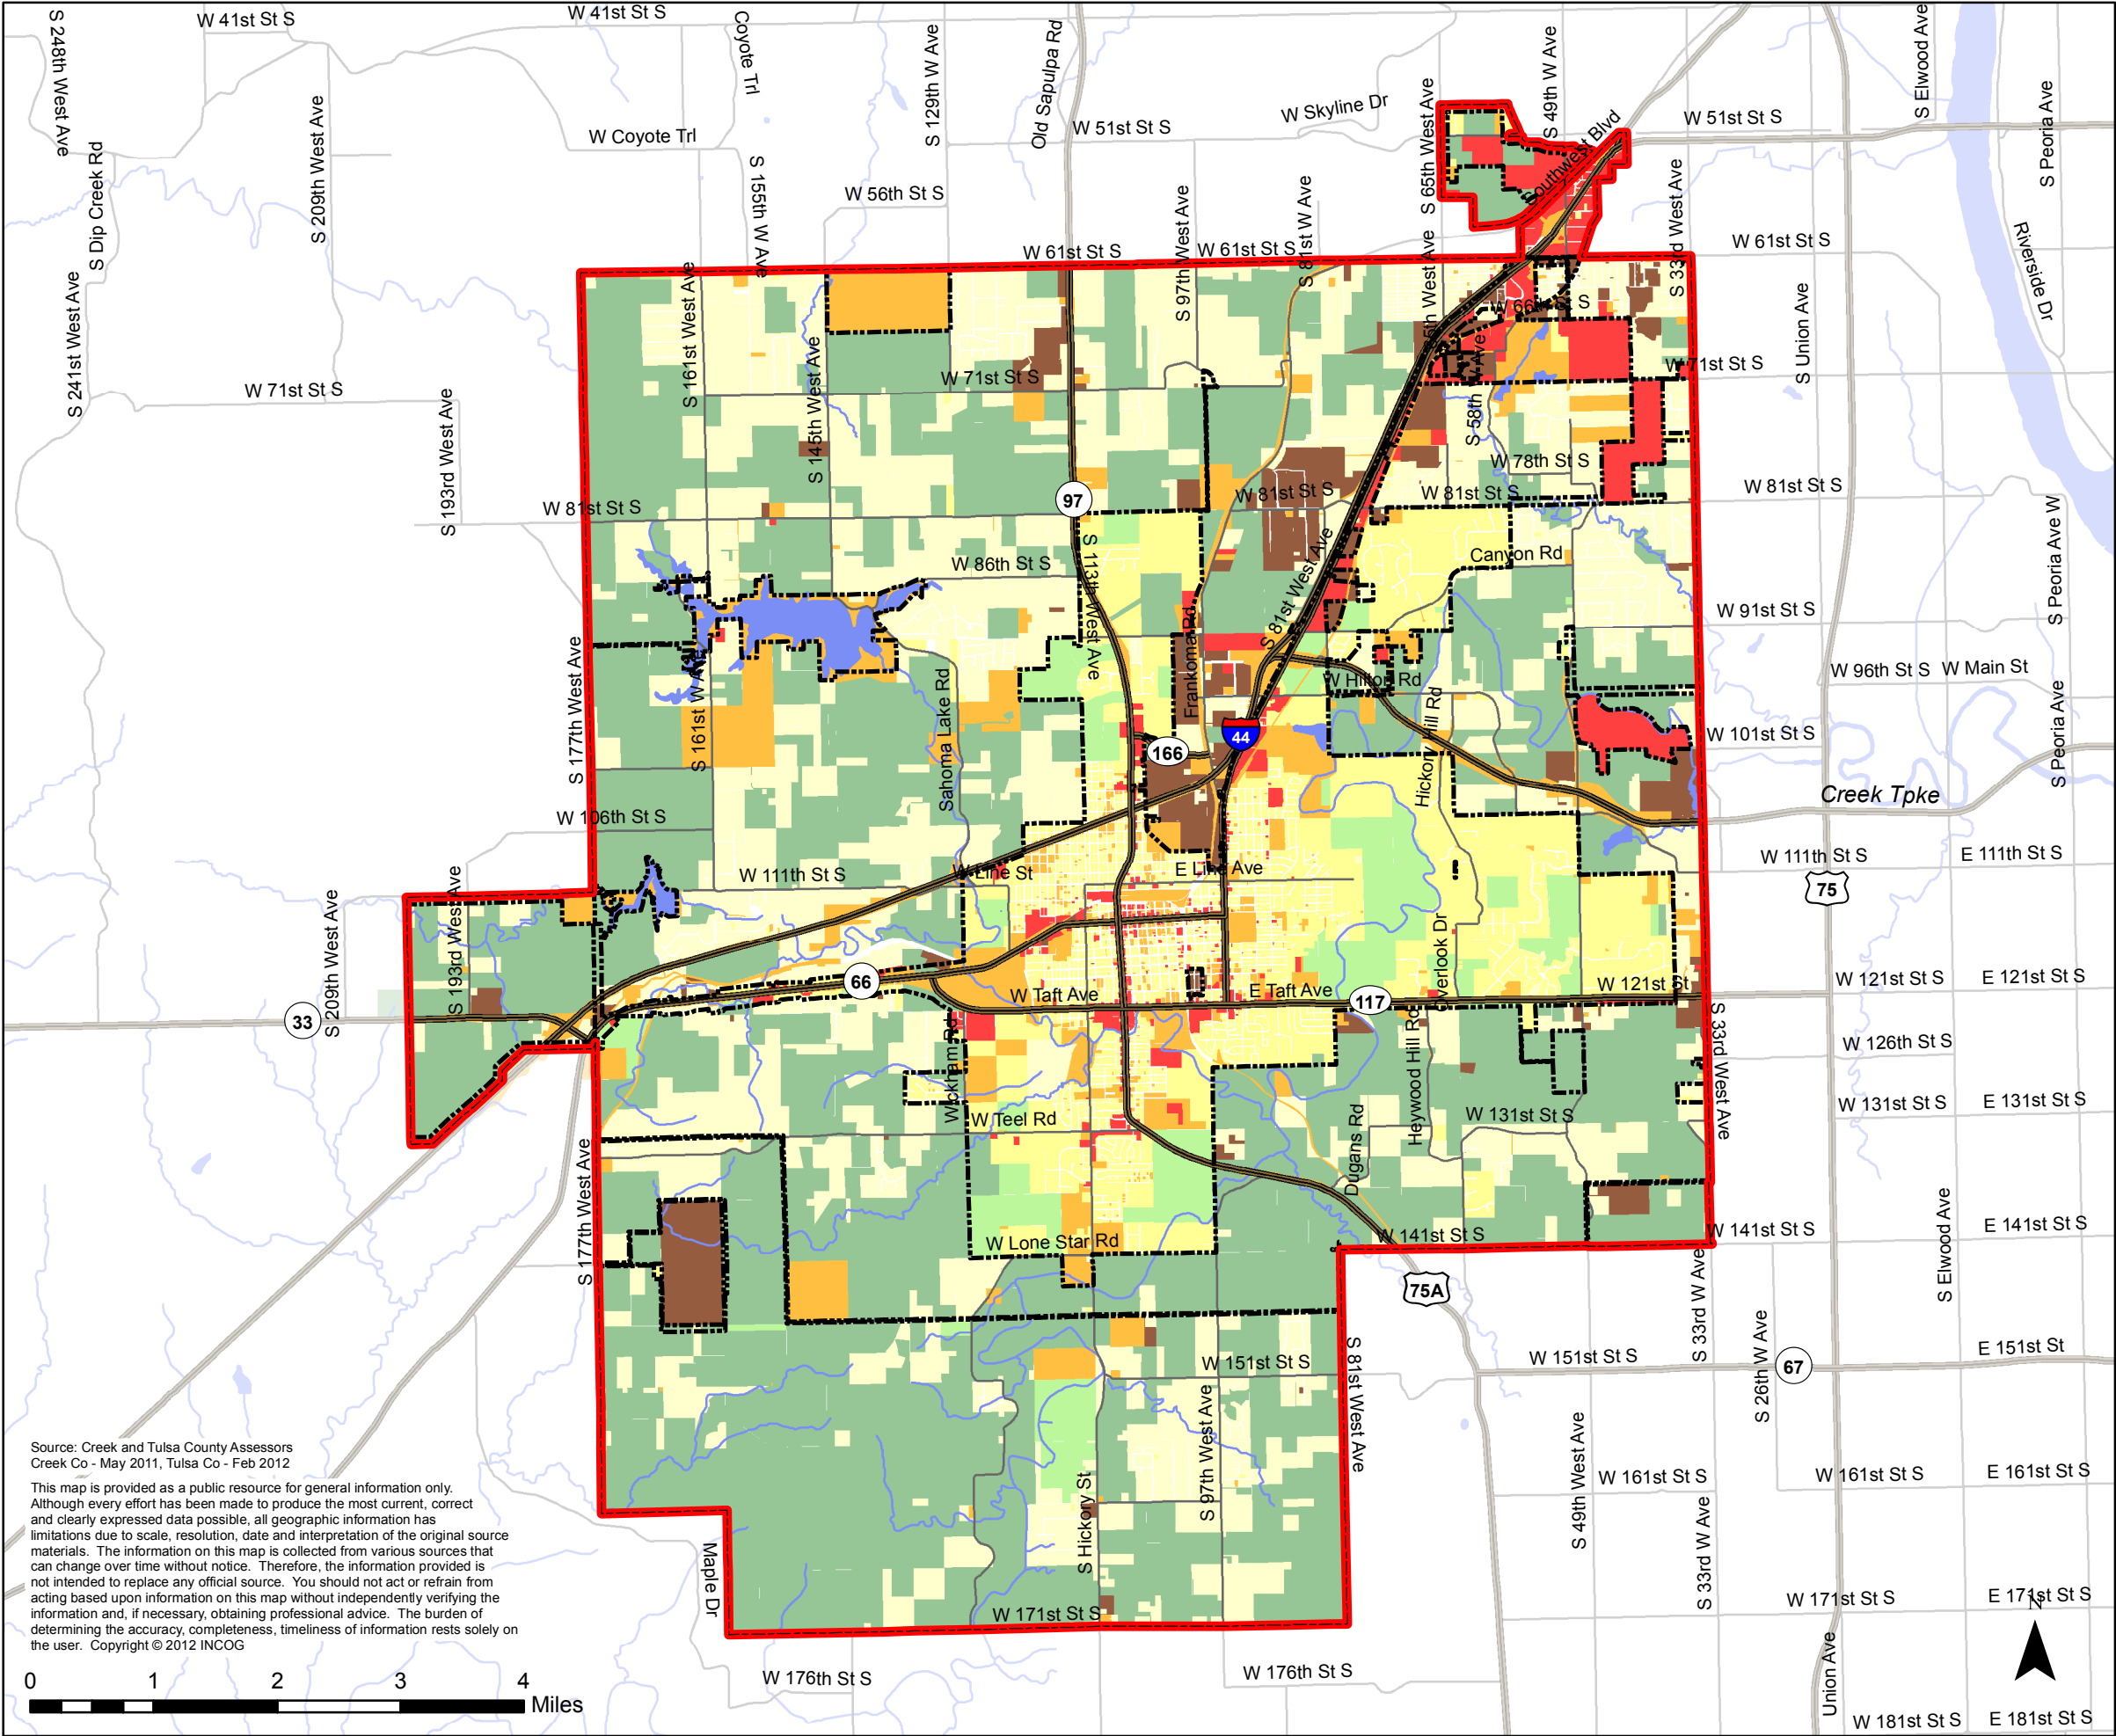 W 41st St S
W 41st St S
S 248th West Ave
Coyote Trl
S 129th W Ave
Old Sapulpa Rd
W Skyline Dr
S 65th West Ave
S 49th W Ave
Southwest Blvd
W 51st St S
S Elwood Ave
S Peoria Ave
W 51st St S
W Coyote Trl
S Dip Creek Rd
S 209th West Ave
S 155th W Ave
W 56th St S
S 97th West Ave
S 81st W Ave
S 33rd West Ave
W 61st St S
W 61st St S
W 61st St S
Riverside Dr
S 241st West Ave
S 161st West Ave
S 145th West Ave
W 66th St S
S Union Ave
W 71st St S
W 71st St S
W 71st St S
S 58th W Ave
S 193rd West Ave
W 78th St S
97
W 81st St S
W 81st St S
W 81st St S
W 81st St S
S Peoria Ave W
W 86th St S
S 113th West Ave
S 81st West Ave
Canyon Rd
W 91st St S
Frankoma Rd
S 177th West Ave
S 161st W Ave
Sahoma Lake Rd
W Hilton Rd
Hickory Hill Rd
W 96th St S
W Main St
44
166
W 101st St S
S Peoria Ave
Creek Tpke
W 106th St S
W 111th St S
W Line St
E Line Ave
W 111th St S
E 111th St S
75
S 193rd West Ave
S 209th West Ave
Overlook Dr
66
W Taft Ave
E Taft Ave
117
W 121st St
W 121st St S
E 121st St S
33
Wickham Rd
Heywood Hill Rd
S 33rd West Ave
W 126th St S
W Teel Rd
Dugans Rd
W 131st St S
W 131st St S
E 131st St S
S 177th West Ave
W Lone Star Rd
W 141st St S
W 141st St S
E 141st St S
75A
S 33rd W Ave
S Elwood Ave
S 81st West Ave
W 151st St S
W 151st St S
S 26th W Ave
67
E 151st St
S 97th West Ave
S Hickory St
S 49th West Ave
W 161st St S
W 161st St S
E 161st St S
S 33rd W Ave
Maple Dr
W 171st St S
W 171st St S
E 171st St S
W 176th St S
W 176th St S
Union Ave
W 181st St S
E 181st St S
N
Source: Creek and Tulsa County Assessors
Creek Co - May 2011, Tulsa Co - Feb 2012
This map is provided as a public resource for general information only.
Although every effort has been made to produce the most current, correct
and clearly expressed data possible, all geographic information has
limitations due to scale, resolution, date and interpretation of the original source
materials. The information on this map is collected from various sources that
can change over time without notice. Therefore, the information provided is
not intended to replace any official source. You should not act or refrain from
acting based upon information on this map without independently verifying the
information and, if necessary, obtaining professional advice. The burden of
determining the accuracy, completeness, timeliness of information rests solely on
the user. Copyright © 2012 INCOG
0 1 2 3 4
Miles